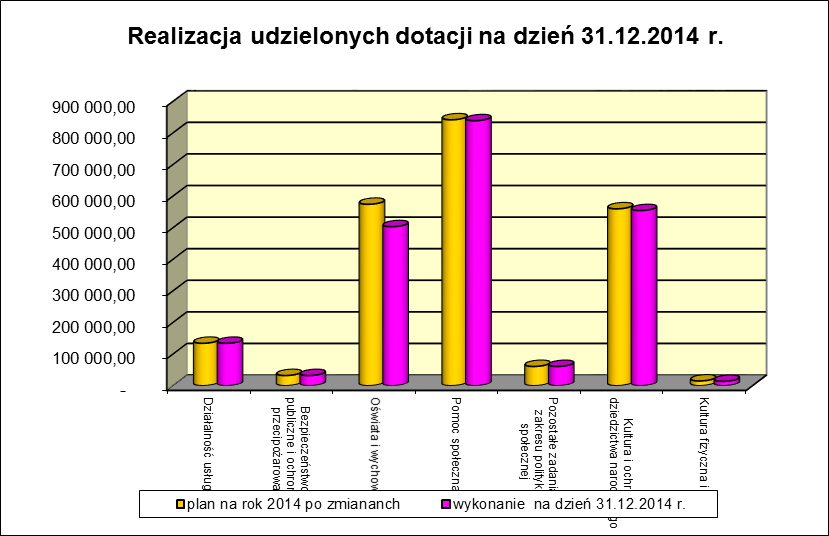 Realizacja udzielonych dotacji na dzień 31.12.2014 r.
900 000,00
800 000,00
700 000,00
600 000,00
500 000,00
400 000,00
300 000,00
200 000,00
100 000,00
-
Działalność usług
Bezpieczeństwo
publiczne i ochron
przecipożarowa
Oświata i wychow
Pomoc społeczna
Pozostałe zadania
zakresu polityk
społecznej
Kultura i ochr
dziedzictwa narod go
Kultura fizyczna i
plan na rok 2014 po zmiananch
wykonanie na dzień 31.12.2014 r.